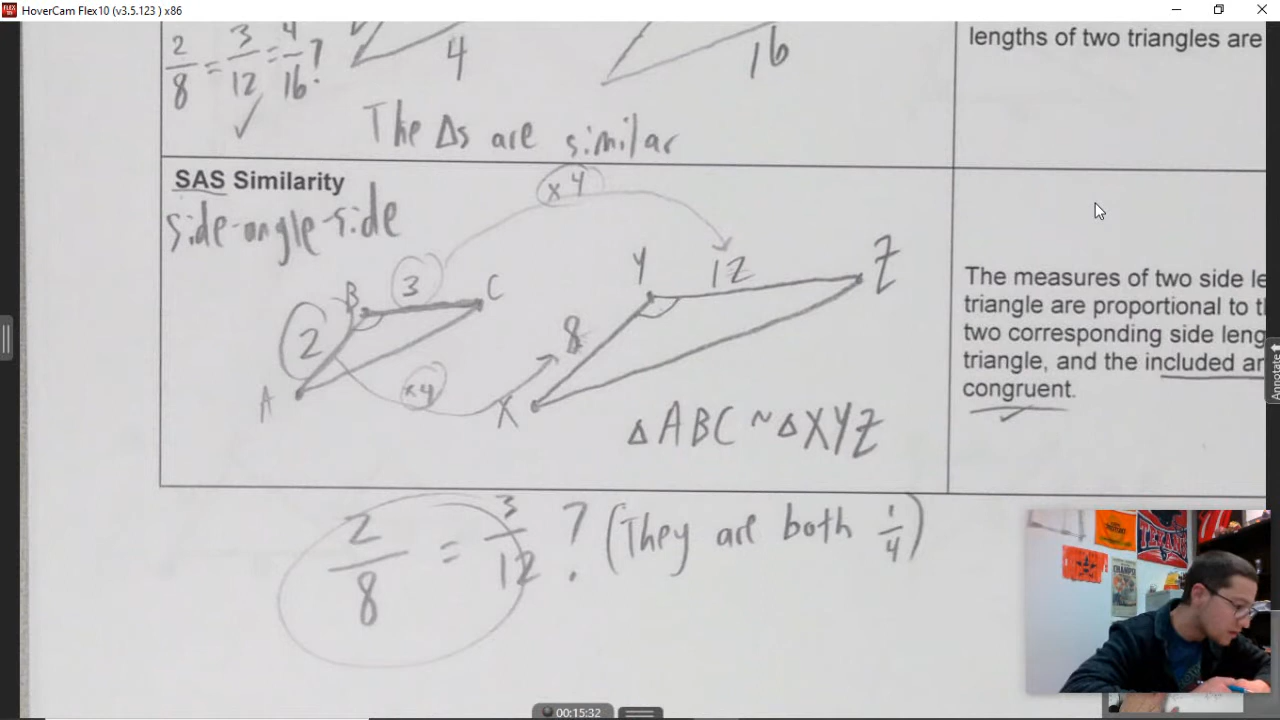 HoverCam Flex10 (v3.5.123 ) x86
2/8 = 3/12 = 4/16 ?
✓
4
16
lengths of two triangles are
The Δs are similar
SAS Similarity
side-angle-side
x4
B
3
C
Y
12
Z
2
8
A
x4
X
ΔABC ~ ΔXYZ
The measures of two side le
triangle are proportional to t
two corresponding side leng
triangle, and the included a
congruent.
✓
2/8 = 3/12 ? (They are both 1/4)
TEXANS
Annotate
00:15:32